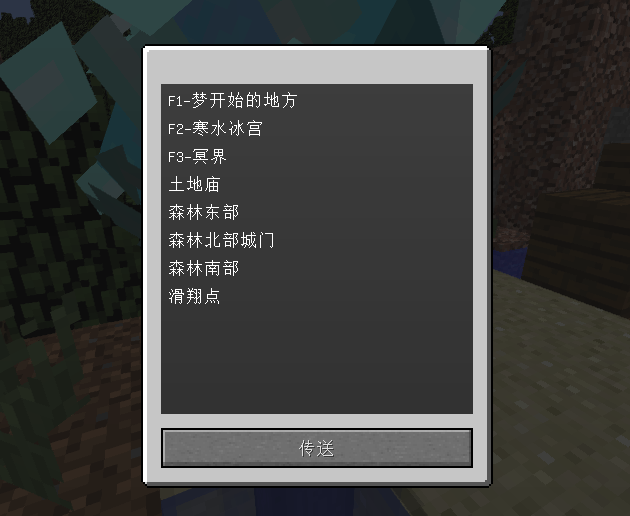 F1-梦开始的地方
F2-寒水冰宫
F3-冥界
土地庙
森林东部
森林北部城门
森林南部
滑翔点
传送